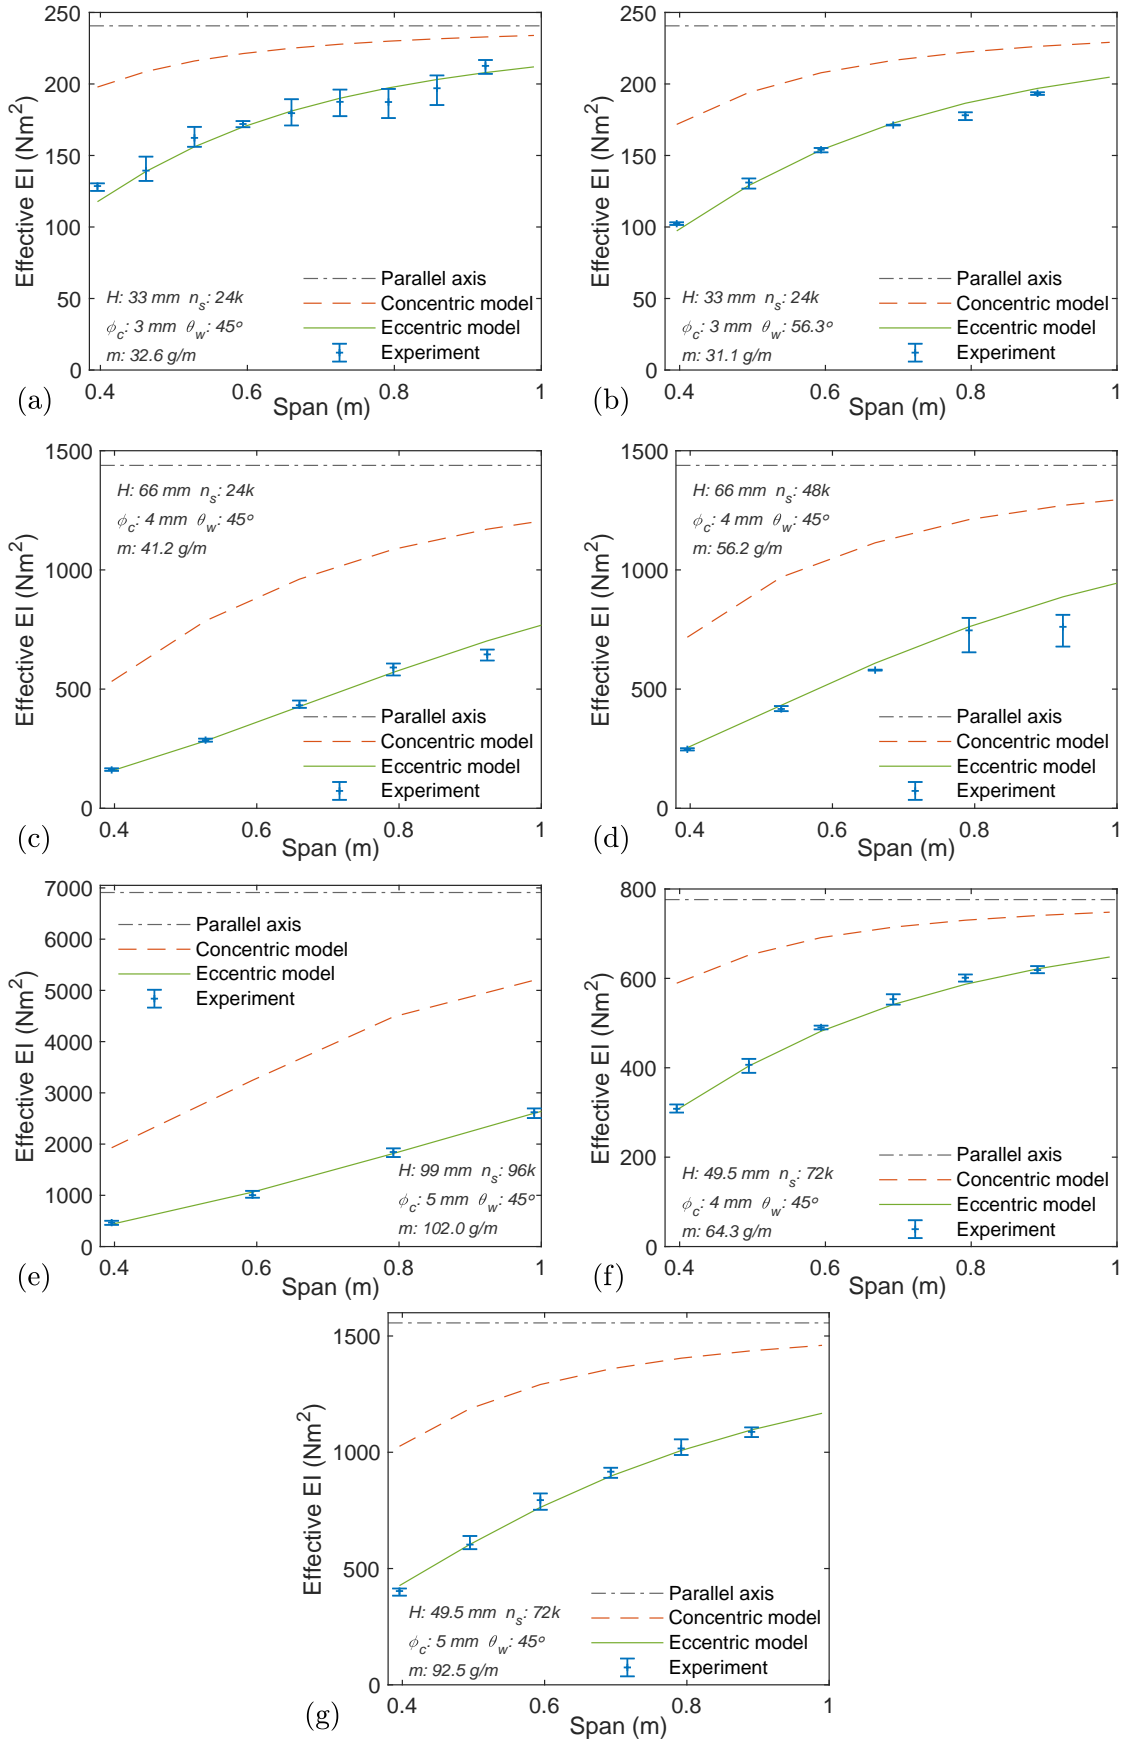 250
200
150
100
50
0
Effective EI (Nm²)
Parallel axis
Concentric model
Eccentric model
Experiment
H: 33 mm n_s: 24k
ϕ_c: 3 mm θ_w: 45°
m: 32.6 g/m
0.4 0.6 0.8 1
Span (m)
(a)
250
200
150
100
50
0
Effective EI (Nm²)
Parallel axis
Concentric model
Eccentric model
Experiment
H: 33 mm n_s: 24k
ϕ_c: 3 mm θ_w: 56.3°
m: 31.1 g/m
0.4 0.6 0.8 1
Span (m)
(b)
1500
1000
500
0
Effective EI (Nm²)
H: 66 mm n_s: 24k
ϕ_c: 4 mm θ_w: 45°
m: 41.2 g/m
Parallel axis
Concentric model
Eccentric model
Experiment
0.4 0.6 0.8 1
Span (m)
(c)
1500
1000
500
0
Effective EI (Nm²)
H: 66 mm n_s: 48k
ϕ_c: 4 mm θ_w: 45°
m: 56.2 g/m
Parallel axis
Concentric model
Eccentric model
Experiment
0.4 0.6 0.8 1
Span (m)
(d)
7000
6000
5000
4000
3000
2000
1000
0
Effective EI (Nm²)
Parallel axis
Concentric model
Eccentric model
Experiment
H: 99 mm n_s: 96k
ϕ_c: 5 mm θ_w: 45°
m: 102.0 g/m
0.4 0.6 0.8 1
Span (m)
(e)
800
600
400
200
0
Effective EI (Nm²)
Parallel axis
Concentric model
Eccentric model
Experiment
H: 49.5 mm n_s: 72k
ϕ_c: 4 mm θ_w: 45°
m: 64.3 g/m
0.4 0.6 0.8 1
Span (m)
(f)
1500
1000
500
0
Effective EI (Nm²)
Parallel axis
Concentric model
Eccentric model
Experiment
H: 49.5 mm n_s: 72k
ϕ_c: 5 mm θ_w: 45°
m: 92.5 g/m
0.4 0.6 0.8 1
Span (m)
(g)